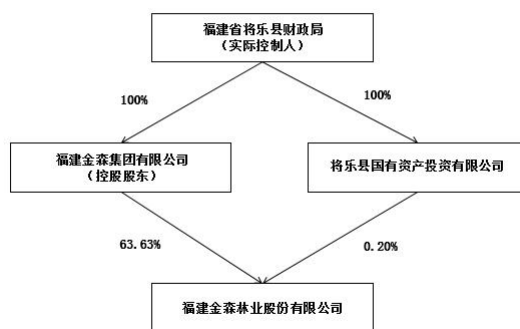 福建省将乐县财政局
（实际控制人）
100%
100%
福建金森集团有限公司
（控股股东）
将乐县国有资产投资有限公司
63.63%
0.20%
福建金森林业股份有限公司